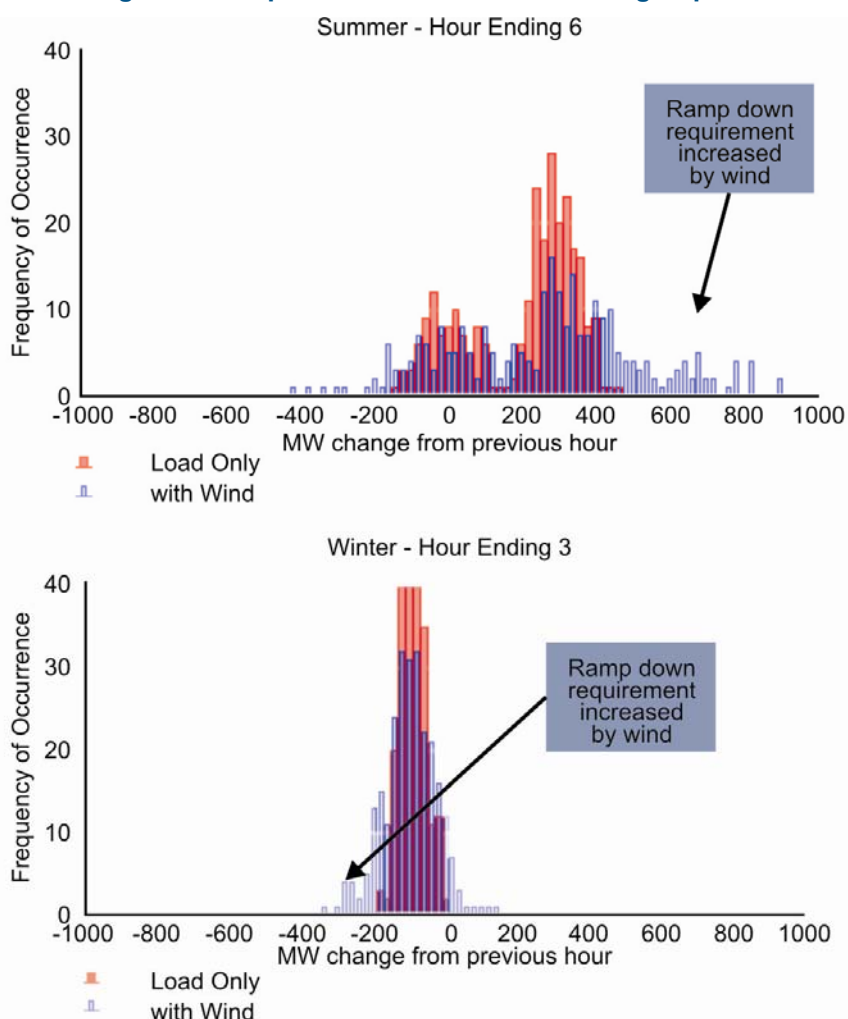 Summer - Hour Ending 6
40
30
20
10
0
Frequency of Occurrence
Ramp down
requirement
increased
by wind
-1000 -800 -600 -400 -200 0 200 400 600 800 1000
MW change from previous hour
Load Only
with Wind
Winter - Hour Ending 3
40
30
20
10
0
Frequency of Occurrence
Ramp down
requirement
increased
by wind
-1000 -800 -600 -400 -200 0 200 400 600 800 1000
MW change from previous hour
Load Only
with Wind